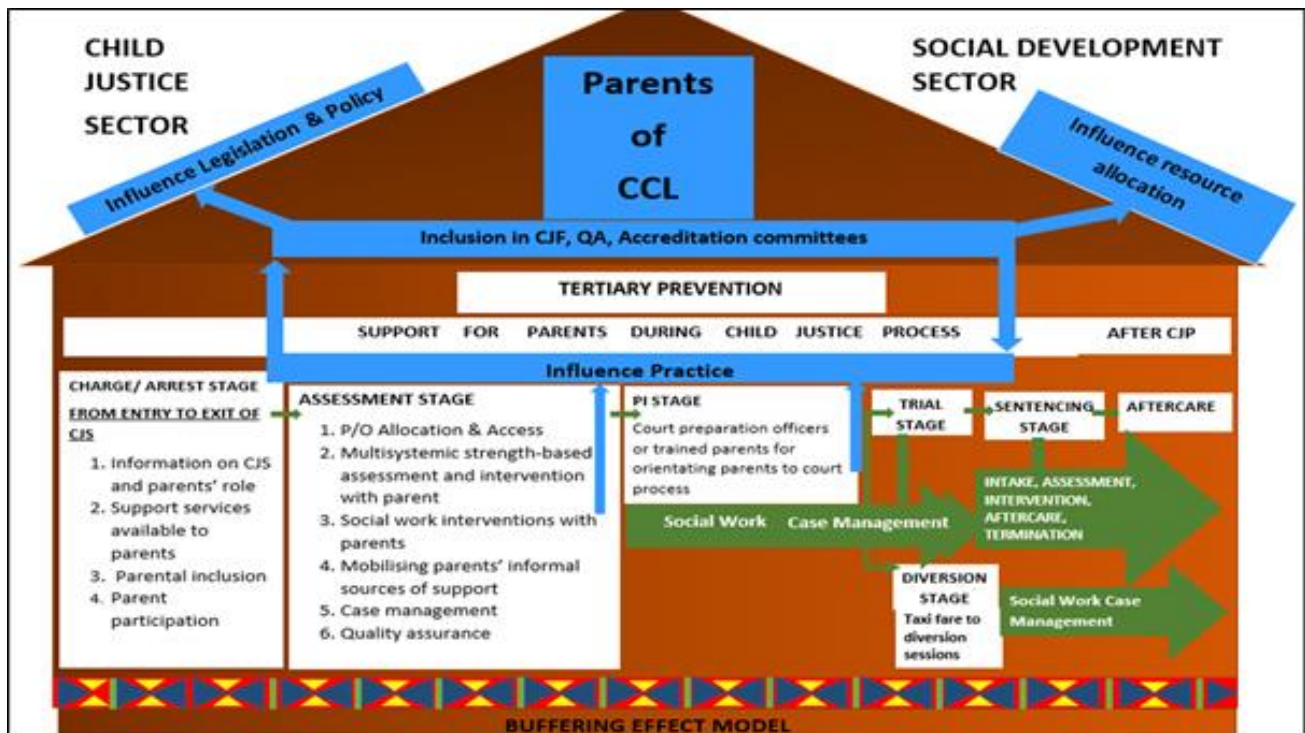 CHILD
JUSTICE
SECTOR
SOCIAL DEVELOPMENT
SECTOR
Parents
of
CCL
Influence Legislation & Policy
Influence resource
allocation
Inclusion in CJF, QA, Accreditation committees
TERTIARY PREVENTION
SUPPORT FOR PARENTS DURING CHILD JUSTICE PROCESS
AFTER CJP
Influence Practice
CHARGE/ ARREST STAGE
FROM ENTRY TO EXIT OF
CJS
1. Information on CJS
and parents' role
2. Support services
available to
parents
3. Parental inclusion
4. Parent
participation
ASSESSMENT STAGE
1. P/O Allocation & Access
2. Multisystemic strength-based
assessment and intervention
with parent
3. Social work interventions with
parents
4. Mobilising parents' informal
sources of support
5. Case management
6. Quality assurance
PI STAGE
Court preparation officers
or trained parents for
orientating parents to court
process
TRIAL
STAGE
SENTENCING
STAGE
AFTERCARE
Social Work Case Management
INTAKE, ASSESSMENT,
INTERVENTION,
AFTERCARE,
TERMINATION
DIVERSION
STAGE
Taxi fare to
diversion
sessions
Social Work Case
Management
BUFFERING EFFECT MODEL